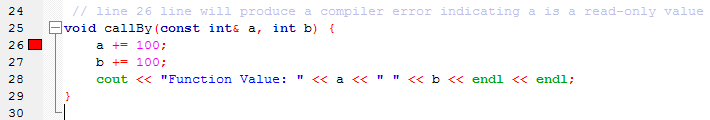 24 // line 26 line will produce a compiler error indicating a is a read-only value
25 void callBy(const int& a, int b) {
26 a += 100;
27 b += 100;
28 cout << "Function Value: " << a << " " << b << endl << endl;
29 }
30